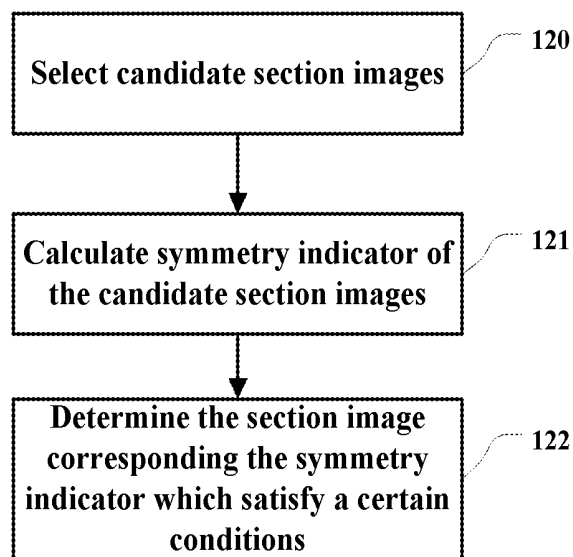 Select candidate section images
120
Calculate symmetry indicator of
the candidate section images
121
Determine the section image
corresponding the symmetry
indicator which satisfy a certain
conditions
122